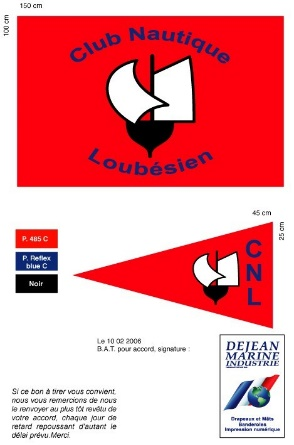 150 cm
100 cm
Club Nautique
Loubésien
45 cm
25 cm
P. 485 C
P. Reflex
blue C
Noir
CNL
Le 10 02 2006
B.A.T. pour accord, signature :
DEJEAN
MARINE
INDUSTRIE
Drapeaux et Mâts
Banderoles
Impression numérique
Si ce bon à tirer vous convient,
nous vous remercions de nous
le renvoyer au plus tôt revêtu de
votre accord, chaque jour de
retard repoussant d'autant le
délai prévu.Merci.